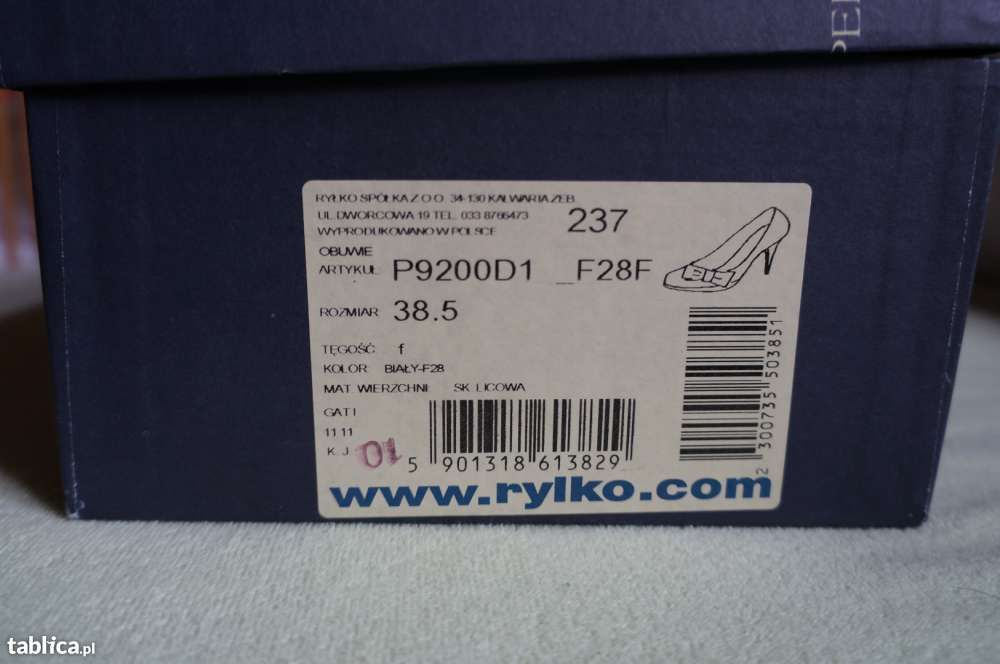 PE
RYŁKO SPÓŁKA Z O O 34-130 KALWARIA ZEB.
UL DWORCOWA 19 TEL. 033 8766473
WYPRODUKOWANO W POLSCE
237
OBUWIE
ARTYKUŁ P9200D1 _F28F
ROZMIAR 38.5
TĘGOŚĆ f
KOLOR BIAŁY-F28
MAT WIERZCHNI: SK LICOWA
GAT I
11 11
K. J. 01
5 901318 613829
2 300735 503851
www.rylko.com
tablica.pl